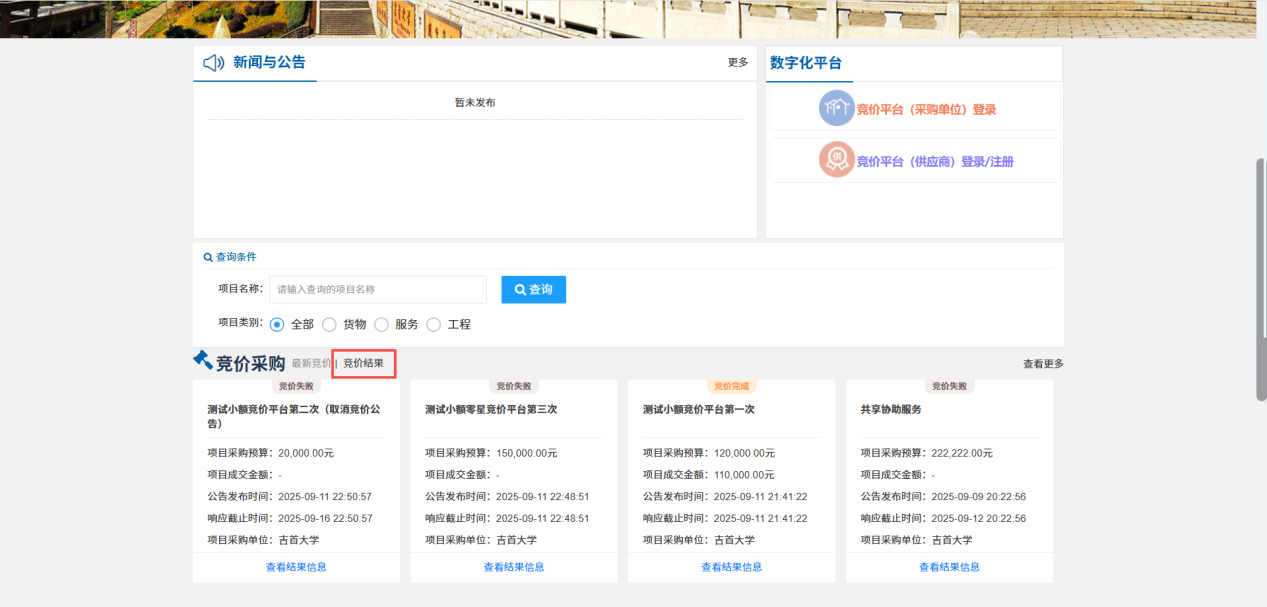 新闻与公告
更多
暂未发布
数字化平台
竞价平台（采购单位）登录
供
竞价平台（供应商）登录/注册
查询条件
项目名称：
请输入查询的项目名称
查询
项目类别：
全部 货物 服务 工程
竞价采购 最新竞价| 竞价结果
查看更多
竞价失败
测试小额竞价平台第二次（取消竞价公
告）
项目采购预算：20,000.00元
项目成交金额：-
公告发布时间：2025-09-11 22:50:57
响应截止时间：2025-09-16 22:50:57
项目采购单位：吉首大学
查看结果信息
竞价失败
测试小额零星竞价平台第三次
项目采购预算：150,000.00元
项目成交金额：-
公告发布时间：2025-09-11 22:48:51
响应截止时间：2025-09-11 22:48:51
项目采购单位：吉首大学
查看结果信息
竞价完成
测试小额竞价平台第一次
项目采购预算：120,000.00元
项目成交金额：110,000.00元
公告发布时间：2025-09-11 21:41:22
响应截止时间：2025-09-11 21:41:22
项目采购单位：吉首大学
查看结果信息
竞价失败
共享协助服务
项目采购预算：222,222.00元
项目成交金额：-
公告发布时间：2025-09-09 20:22:56
响应截止时间：2025-09-12 20:22:56
项目采购单位：吉首大学
查看结果信息